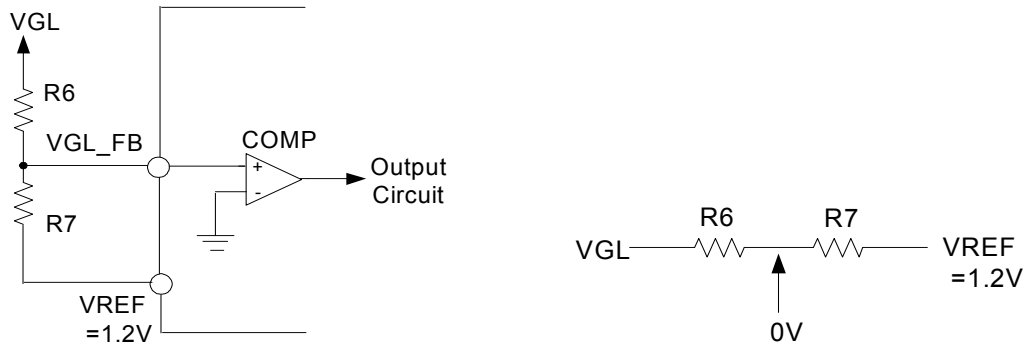 VGL
R6
VGL_FB
COMP
+
-
Output
Circuit
R7
VREF
=1.2V
R6
R7
VGL
VREF
=1.2V
0V